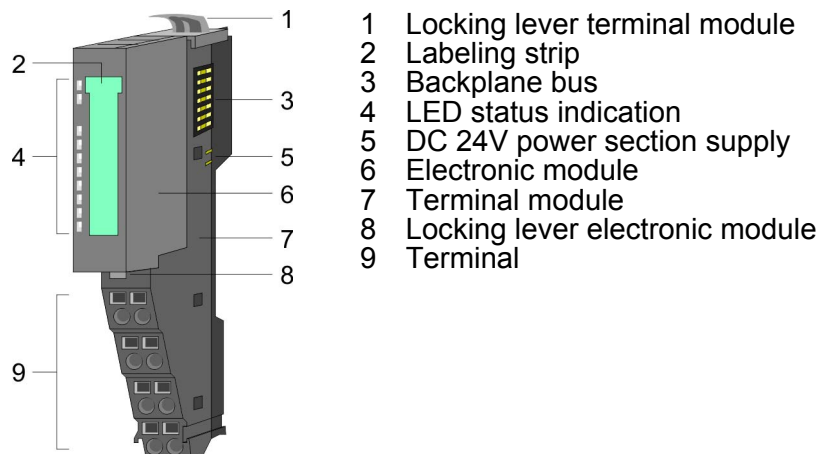 1
2
3
4
5
6
7
8
9
1 Locking lever terminal module
2 Labeling strip
3 Backplane bus
4 LED status indication
5 DC 24V power section supply
6 Electronic module
7 Terminal module
8 Locking lever electronic module
9 Terminal